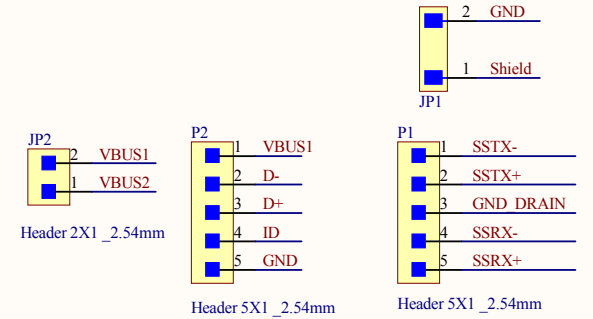 2 GND
1 Shield
JP1
JP2
2 VBUS1
1 VBUS2
Header 2X1 _2.54mm
P2
1 VBUS1
2 D-
3 D+
4 ID
5 GND
Header 5X1 _2.54mm
P1
1 SSTX-
2 SSTX+
3 GND_DRAIN
4 SSRX-
5 SSRX+
Header 5X1 _2.54mm